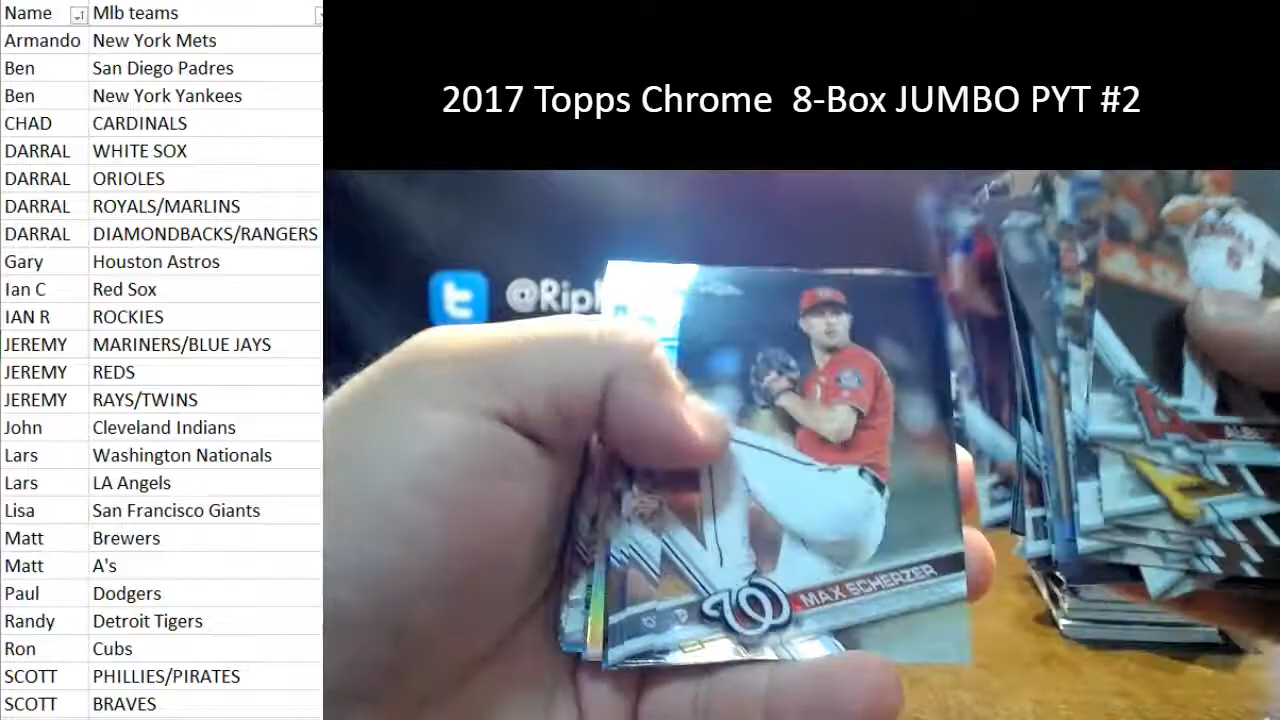 Name Mlb teams
Armando New York Mets
Ben San Diego Padres
Ben New York Yankees
CHAD CARDINALS
DARRAL WHITE SOX
DARRAL ORIOLES
DARRAL ROYALS/MARLINS
DARRAL DIAMONDBACKS/RANGERS
Gary Houston Astros
Ian C Red Sox
IAN R ROCKIES
JEREMY MARINERS/BLUE JAYS
JEREMY REDS
JEREMY RAYS/TWINS
John Cleveland Indians
Lars Washington Nationals
Lars LA Angels
Lisa San Francisco Giants
Matt Brewers
Matt A's
Paul Dodgers
Randy Detroit Tigers
Ron Cubs
SCOTT PHILLIES/PIRATES
SCOTT BRAVES
2017 Topps Chrome 8-Box JUMBO PYT #2
MAX SCHERZER